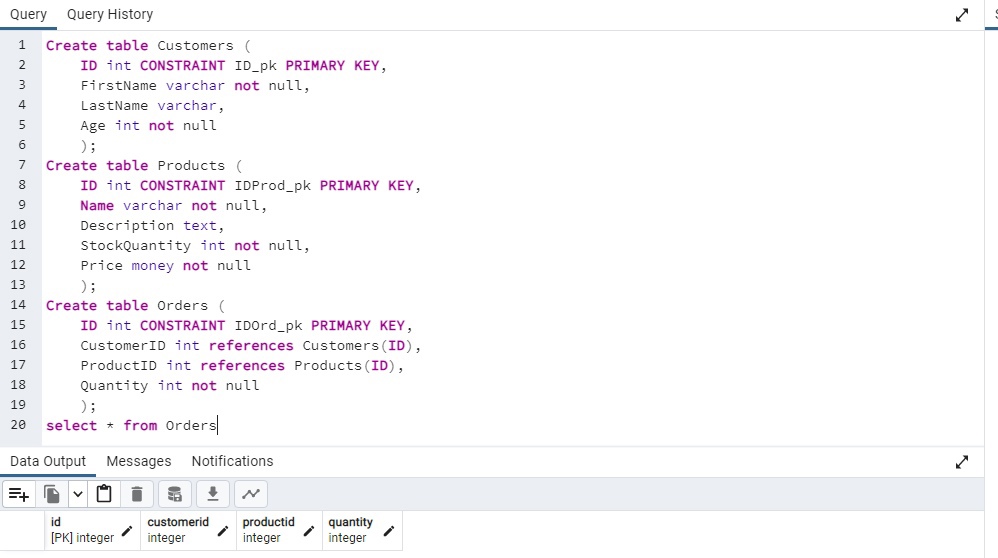 Query Query History
1 Create table Customers (
2 ID int CONSTRAINT ID_pk PRIMARY KEY,
3 FirstName varchar not null,
4 LastName varchar,
5 Age int not null
6 );
7 Create table Products (
8 ID int CONSTRAINT IDProd_pk PRIMARY KEY,
9 Name varchar not null,
10 Description text,
11 StockQuantity int not null,
12 Price money not null
13 );
14 Create table Orders (
15 ID int CONSTRAINT IDOrd_pk PRIMARY KEY,
16 CustomerID int references Customers(ID),
17 ProductID int references Products(ID),
18 Quantity int not null
19 );
20 select * from Orders
Data Output Messages Notifications
id customerid productid quantity
[PK] integer integer integer integer